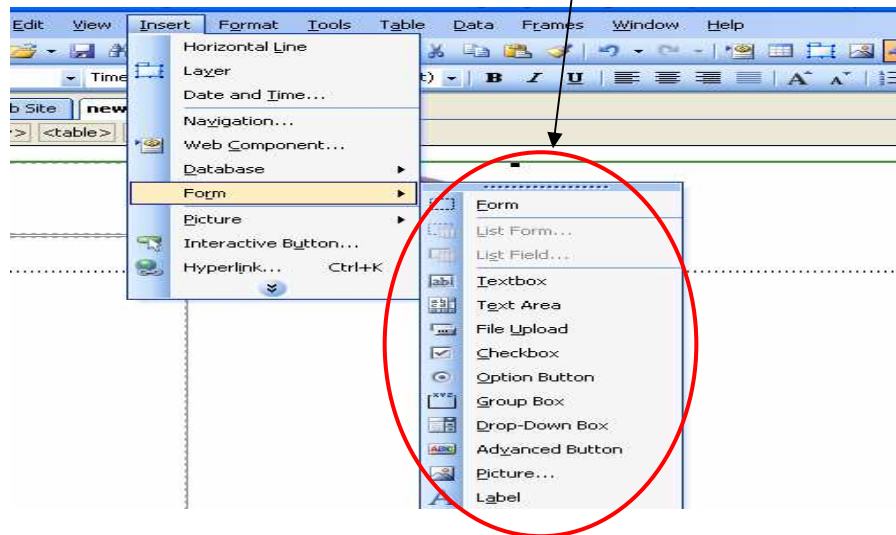 Edit View Insert Format Tools Table Data Frames Window Help
Time
t)
B I U
A A
b Site new
> <table>
Horizontal Line
Layer
Date and Time...
Navigation...
Web Component...
Database
Form
Picture
Interactive Button...
Hyperlink... Ctrl+K
Form
List Form...
List Field...
Textbox
Text Area
File Upload
Checkbox
Option Button
Group Box
Drop-Down Box
Advanced Button
Picture...
Label